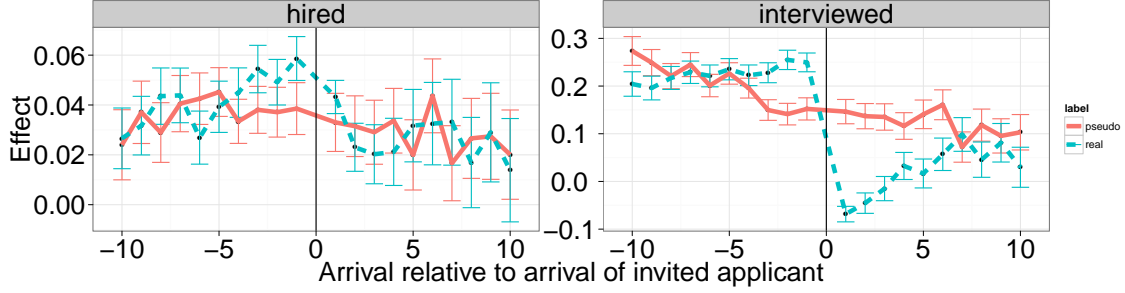 hired
interviewed
Effect
0.06
0.04
0.02
0.00
−10
−5
0
5
10
0.3
0.2
0.1
0.0
−0.1
−10
−5
0
5
10
Arrival relative to arrival of invited applicant
label
pseudo
real